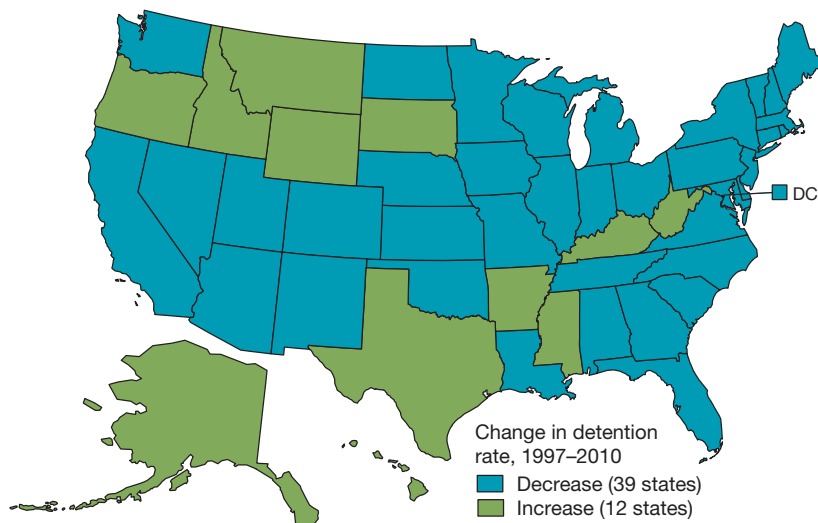 DC
Change in detention
rate, 1997–2010
Decrease (39 states)
Increase (12 states)